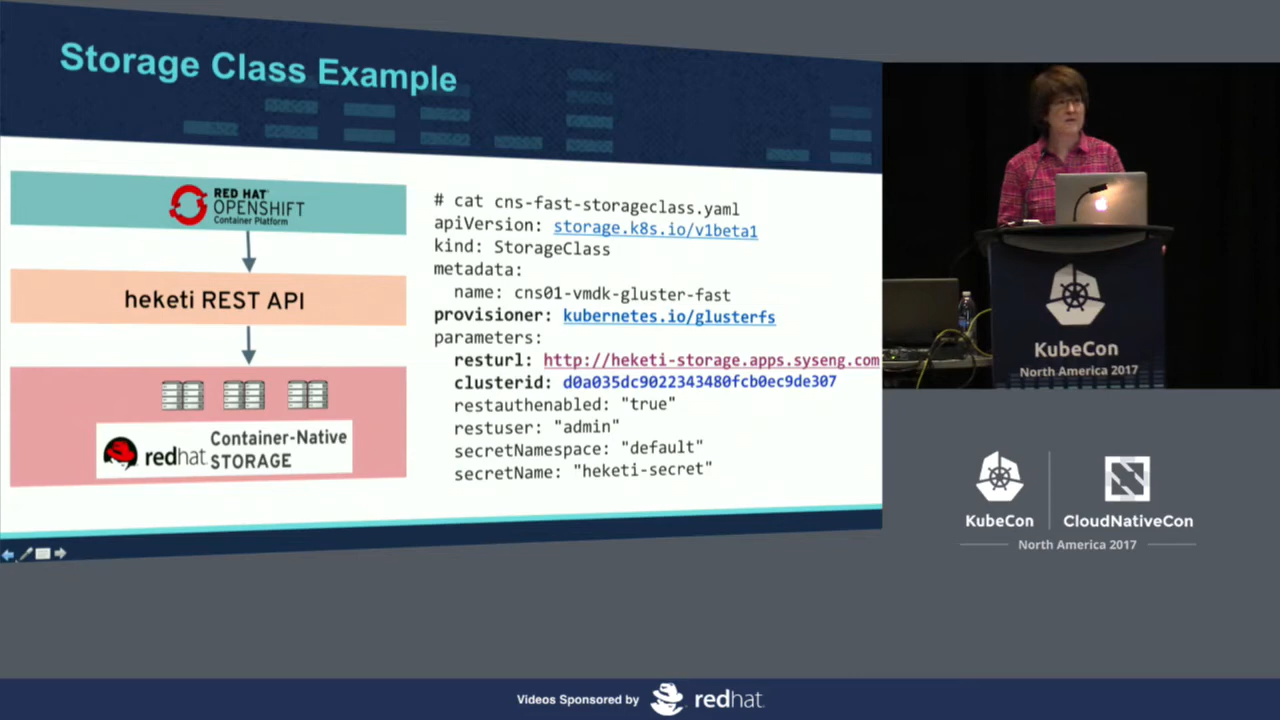 Storage Class Example
RED HAT
OPENSHIFT
Container Platform
heketi REST API
redhat.
Container-Native
STORAGE
# cat cns-fast-storageclass.yaml
apiVersion: storage.k8s.io/v1beta1
kind: StorageClass
metadata:
name: cns01-vmdk-gluster-fast
provisioner: kubernetes.io/glusterfs
parameters:
resturl: http://heketi-storage.apps.syseng.com
clusterid: d0a035dc9022343480fcb0ec9de307
restauthenabled: "true"
restuser: "admin"
secretNamespace: "default"
secretName: "heketi-secret"
KubeCon
North America 2017
KubeCon
CloudNativeCon
North America 2017
Videos Sponsored by
redhat.